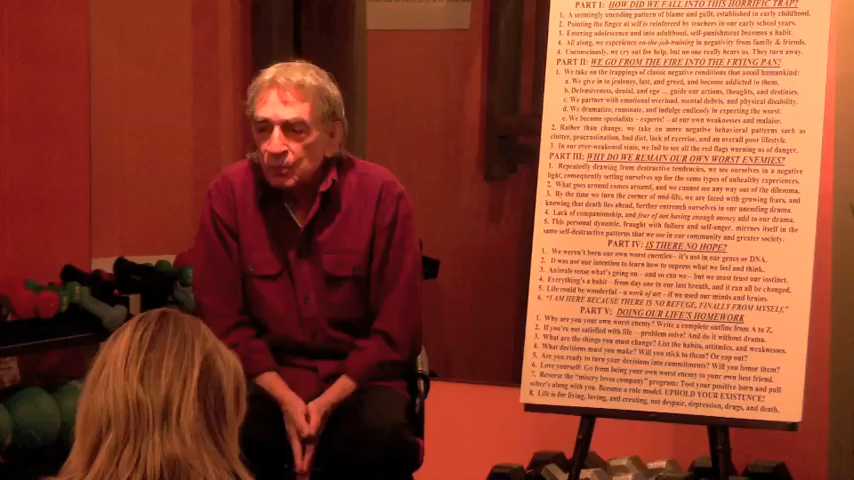 PART I: HOW DID WE FALL INTO THIS HORRIFIC TRAP?
1. A seemingly unending pattern of blame and guilt, established in early childhood.
2. Pointing the finger at self is reinforced by teachers in our early school years.
3. Entering adolescence and into adulthood, self-punishment becomes a habit.
4. All along, we experience on-the-job-training in negativity from family & friends.
5. Unconsciously, we cry out for help, but no one really hears us. They turn away.
PART II: WE GO FROM THE FIRE INTO THE FRYING PAN!
1. We take on the trappings of classic negative conditions that assail humankind:
a. We give in to jealousy, lust, and greed, and become addicted to them.
b. Defensiveness, denial, and ego ... guide our actions, thoughts, and destinies.
c. We partner with emotional overload, mental debris, and physical disability.
d. We dramatize, ruminate, and indulge endlessly in expecting the worst.
e. We become specialists - experts! - at our own weaknesses and malaise.
2. Rather than change, we take on more negative behavioral patterns such as
clutter, procrastination, bad diet, lack of exercise, and an overall poor lifestyle.
3. In our ever-weakened state, we fail to see all the red flags warning us of danger.
PART III: WHY DO WE REMAIN OUR OWN WORST ENEMIES?
1. Repeatedly drawing from destructive tendencies, we see ourselves in a negative
light, consequently setting ourselves up for the same types of unhealthy experiences.
2. What goes around comes around, and we cannot see any way out of the dilemma.
3. By the time we turn the corner of mid-life, we are faced with growing fears, and
knowing that death lies ahead, further entrench ourselves in our unending drama.
4. Lack of companionship, and fear of not having enough money add to our drama.
5. This personal dynamic, fraught with failure and self-anger, mirrors itself in the
same self-destructive patterns that we see in our community and greater society.
PART IV: IS THERE NO HOPE?
1. We weren't born our own worst enemies - it's not in our genes or DNA.
2. It was not our intention to learn how to supress what we feel and think.
3. Animals sense what's going on - and so can we - but we must trust our instinct.
4. Everything's a habit - from day one to our last breath, and it can all be changed.
5. Life could be wonderful - a work of art - if we used our minds and brains.
6. "I AM HERE BECAUSE THERE IS NO REFUGE, FINALLY FROM MYSELF"
PART V: DOING OUR LIFE'S HOMEWORK
1. Why are you your own worst enemy? Write a complete outline from A to Z.
2. If you're not satisfied with life - problem solve! And do it without drama.
3. What are the things you must change? List the habits, attitudes, and weaknesses.
4. What decisions must you make? Will you stick to them? Or cop out?
5. Are you ready to turn your decisions into commitments? Will you honor them?
6. Love yourself: Go from being your own worst enemy to your own best friend.
7. Reverse the "misery loves company" program: Toot your positive horn and pull
other's along with you. Become a role model. UPHOLD YOUR EXISTENCE!
8. Life is for living, loving, and creating, not despair, depression, drugs, and death.